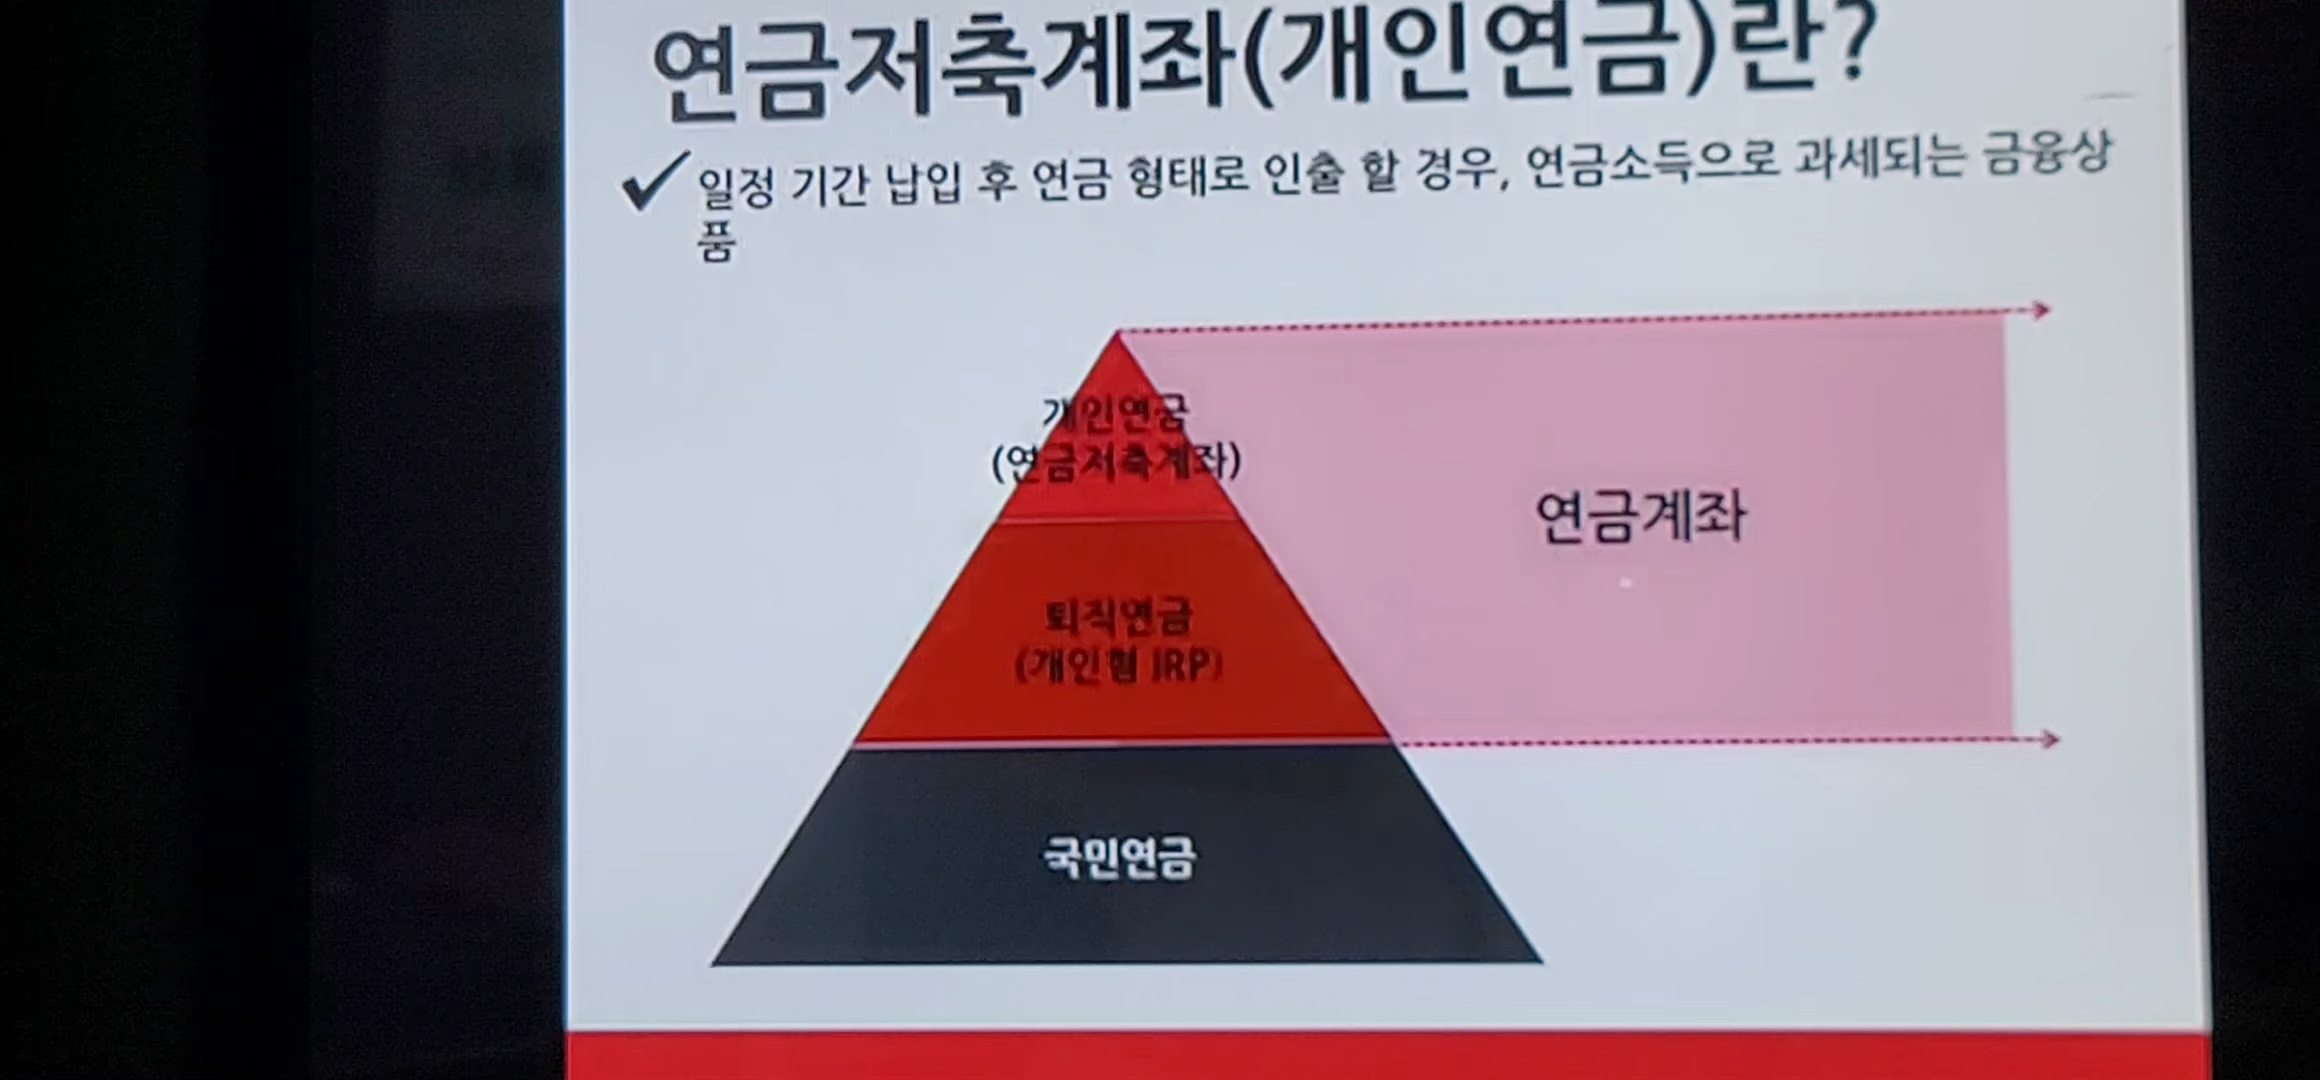 연금저축계좌(개인연금)란?
일정 기간 납입 후 연금 형태로 인출 할 경우, 연금소득으로 과세되는 금융상
품
개인연금
(연금저축계좌)
연금계좌
퇴직연금
(개인형 IRP)
국민연금